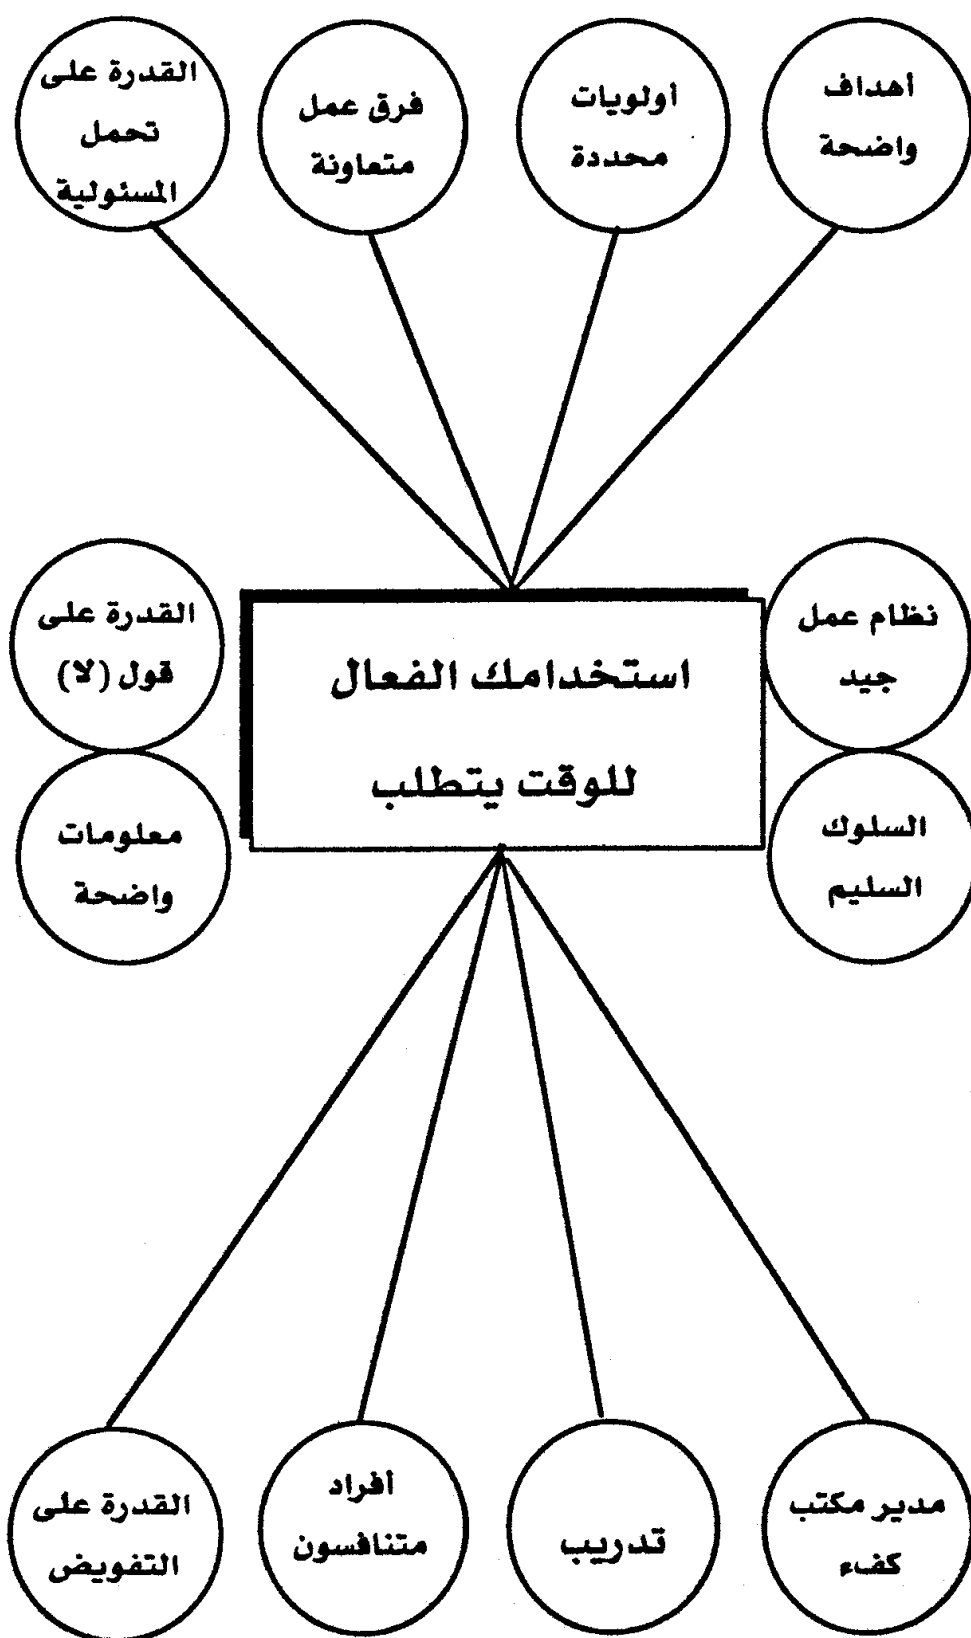 أهداف
واضحة
أولويات
محددة
فرق عمل
متعاونة
القدرة على
تحمل
المسئولية
نظام عمل
جيد
السلوك
السليم
استخدامك الفعال
للوقت يتطلب
القدرة على
قول (لا)
معلومات
واضحة
مدير مكتب
كفء
تدريب
أفراد
متنافسون
القدرة على
التفويض